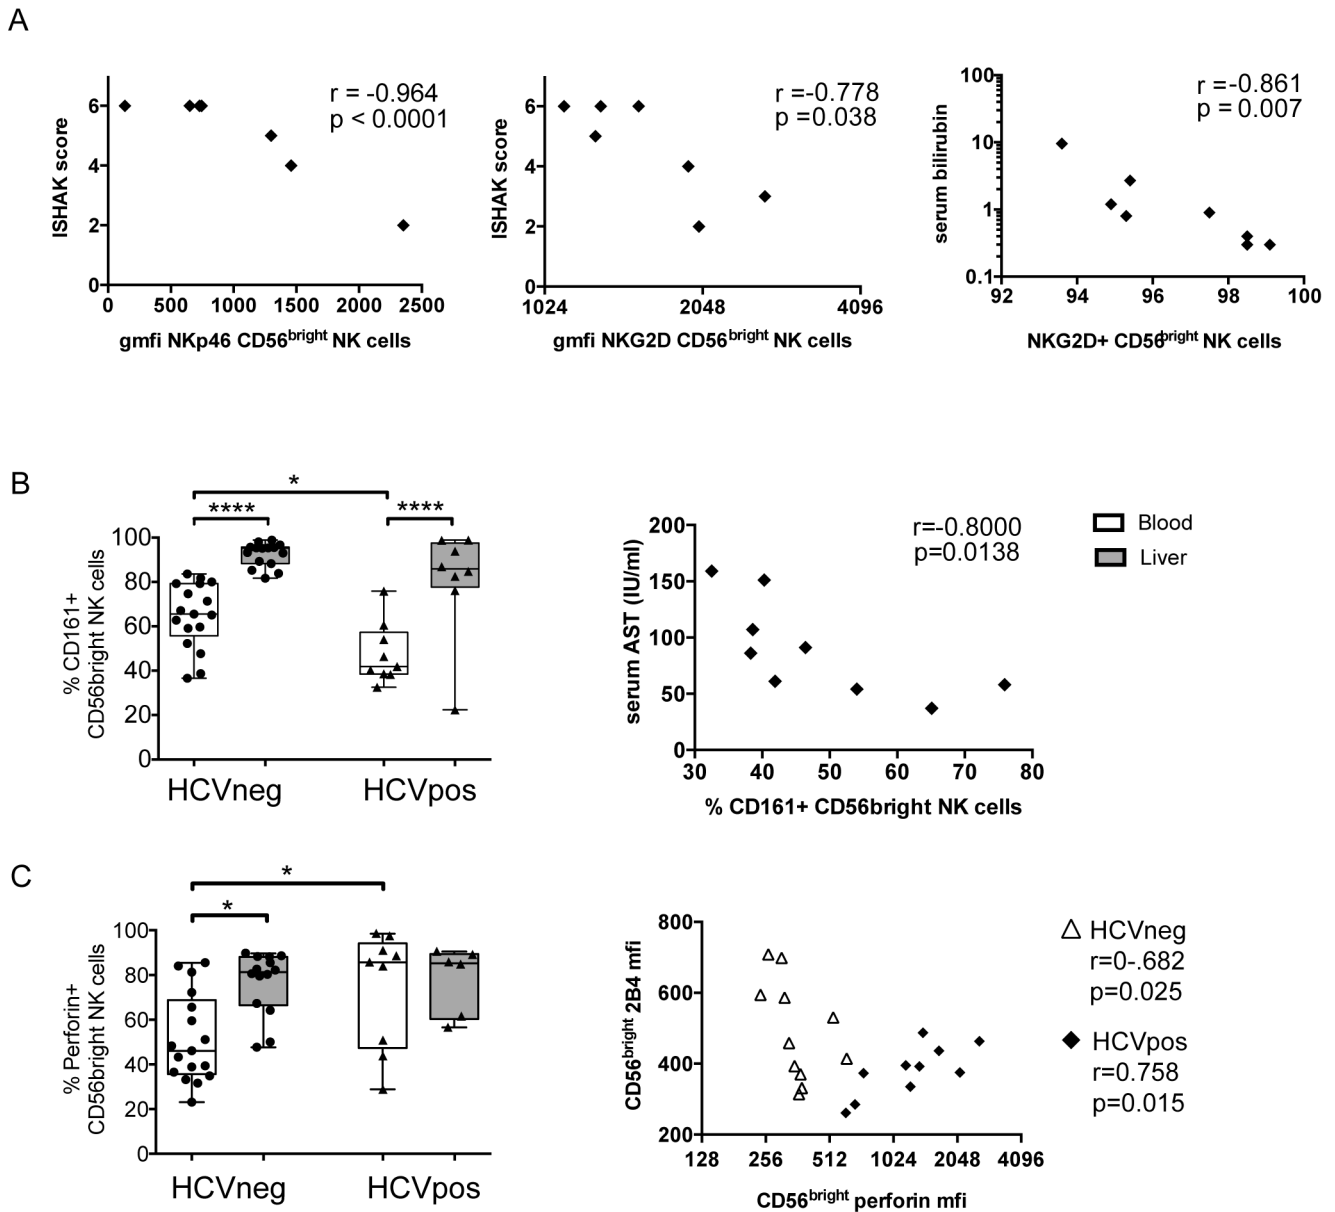 A
ISHAK score
6
4
2
0
r = -0.964
p < 0.0001
0 500 1000 1500 2000 2500
gmfi NKp46 CD56bright NK cells
ISHAK score
6
4
2
0
r =-0.778
p =0.038
1024 2048 4096
gmfi NKG2D CD56bright NK cells
serum bilirubin
100
10
1
0.1
r =-0.861
p = 0.007
92 94 96 98 100
NKG2D+ CD56bright NK cells
B
% CD161+
CD56bright NK cells
100
80
60
40
20
0
*
****
****
HCVneg HCVpos
serum AST (IU/ml)
200
150
100
50
0
r=-0.8000
p=0.0138
30 40 50 60 70 80
% CD161+ CD56bright NK cells
Blood
Liver
C
% Perforin+
CD56bright NK cells
100
80
60
40
20
0
*
*
HCVneg HCVpos
CD56bright 2B4 mfi
800
600
400
200
128 256 512 1024 2048 4096
CD56bright perforin mfi
HCVneg
r=0-.682
p=0.025
HCVpos
r=0.758
p=0.015